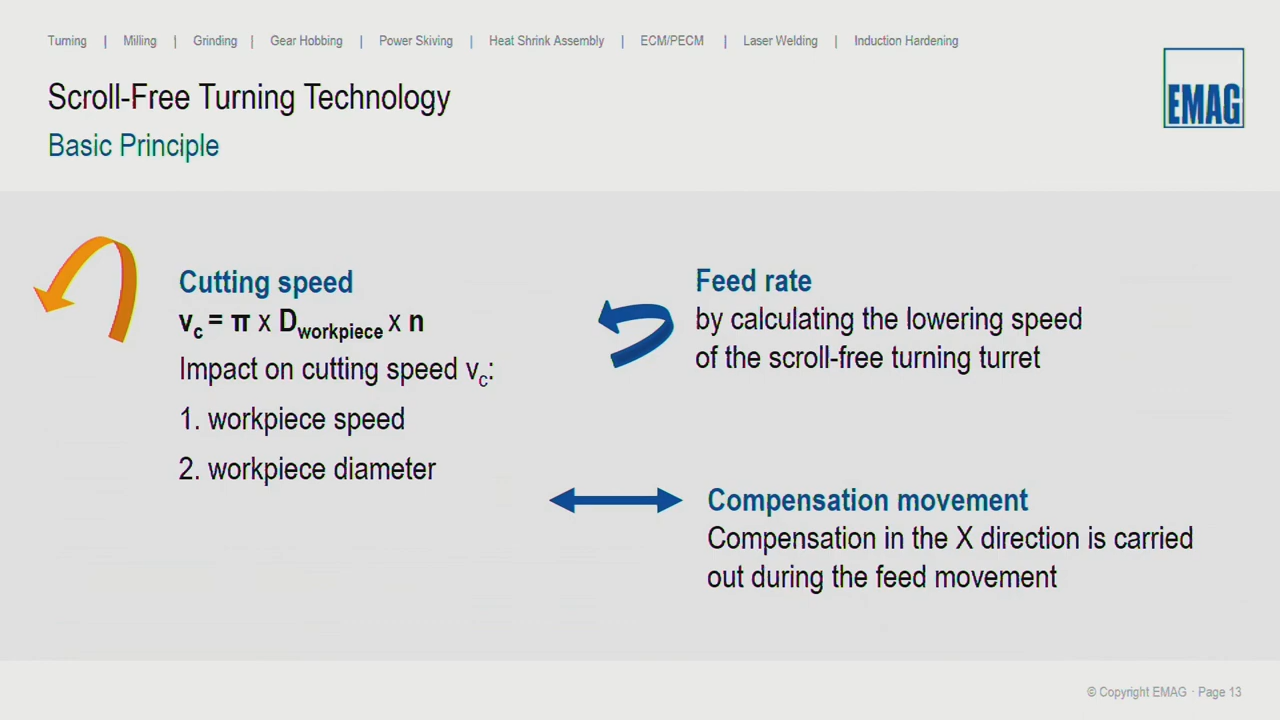 Turning | Milling | Grinding | Gear Hobbing | Power Skiving | Heat Shrink Assembly | ECM/PECM | Laser Welding | Induction Hardening
Scroll-Free Turning Technology
Basic Principle
EMAG
Cutting speed
v_c = π x D_workpiece x n
Impact on cutting speed v_c:
1. workpiece speed
2. workpiece diameter
Feed rate
by calculating the lowering speed
of the scroll-free turning turret
Compensation movement
Compensation in the X direction is carried
out during the feed movement
© Copyright EMAG · Page 13